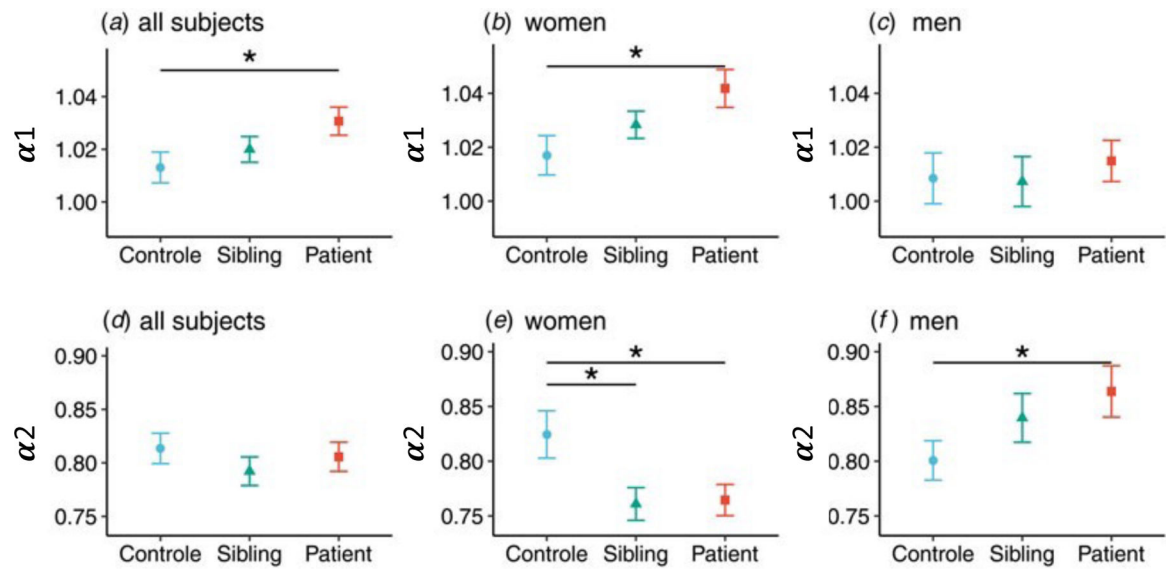 (a) all subjects
*
1.04
1.02
1.00
α1
Controle Sibling Patient
(b) women
*
1.04
1.02
1.00
α1
Controle Sibling Patient
(c) men
1.04
1.02
1.00
α1
Controle Sibling Patient
(d) all subjects
0.90
0.85
0.80
0.75
α2
Controle Sibling Patient
(e) women
*
*
0.90
0.85
0.80
0.75
α2
Controle Sibling Patient
(f) men
*
0.90
0.85
0.80
0.75
α2
Controle Sibling Patient